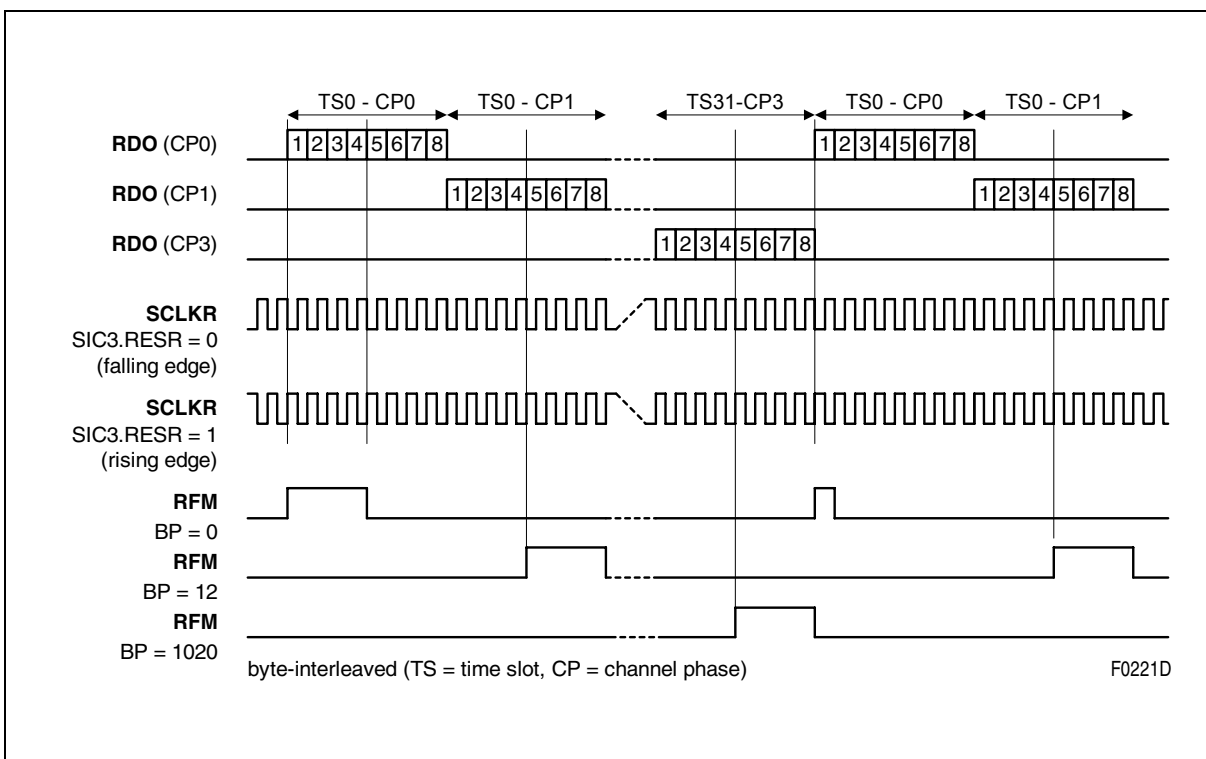 TS0 - CP0 TS0 - CP1 TS31-CP3 TS0 - CP0 TS0 - CP1
RDO (CP0) 1 2 3 4 5 6 7 8 1 2 3 4 5 6 7 8
RDO (CP1) 1 2 3 4 5 6 7 8 1 2 3 4 5 6 7 8
RDO (CP3) 1 2 3 4 5 6 7 8
SCLKR
SIC3.RESR = 0
(falling edge)
SCLKR
SIC3.RESR = 1
(rising edge)
RFM
BP = 0
RFM
BP = 12
RFM
BP = 1020
byte-interleaved (TS = time slot, CP = channel phase) F0221D